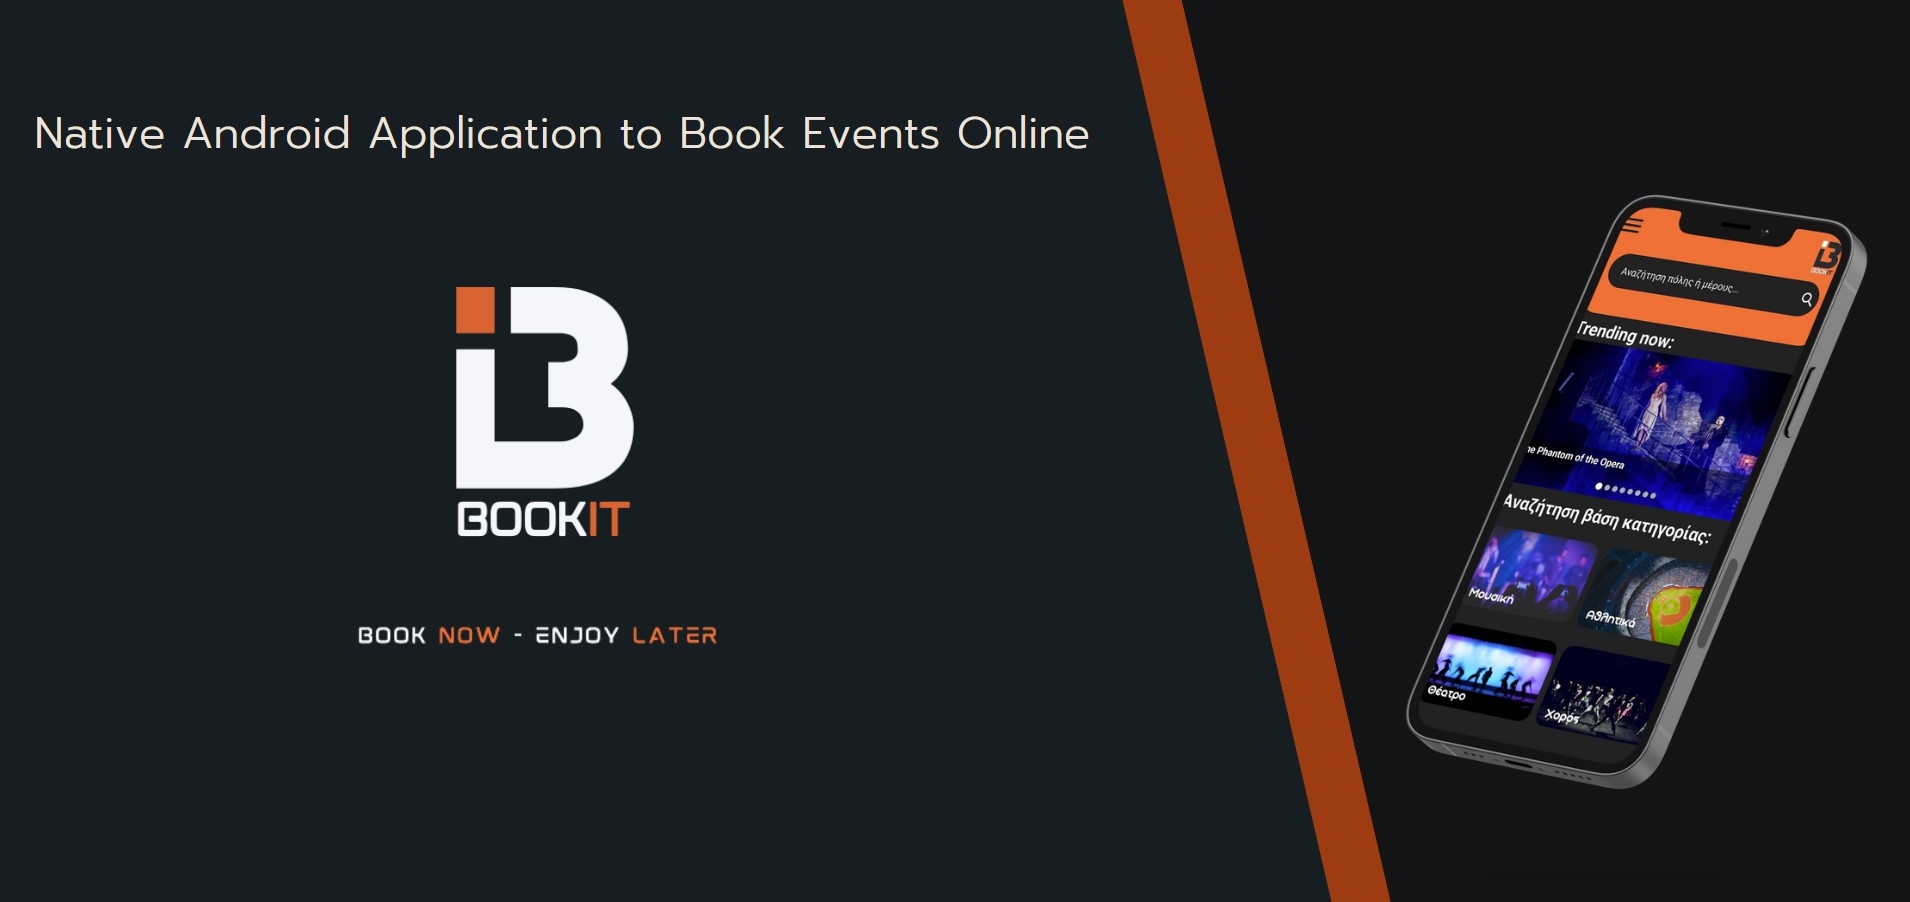 Native Android Application to Book Events Online
BOOKIT
BOOK NOW - ENJOY LATER
BOOKIT
Αναζήτηση πόλης ή μέρους...
Trending now:
he Phantom of the Opera
Αναζήτηση βάση κατηγορίας:
Μουσική
Αθλητικά
Θέατρο
Χορός